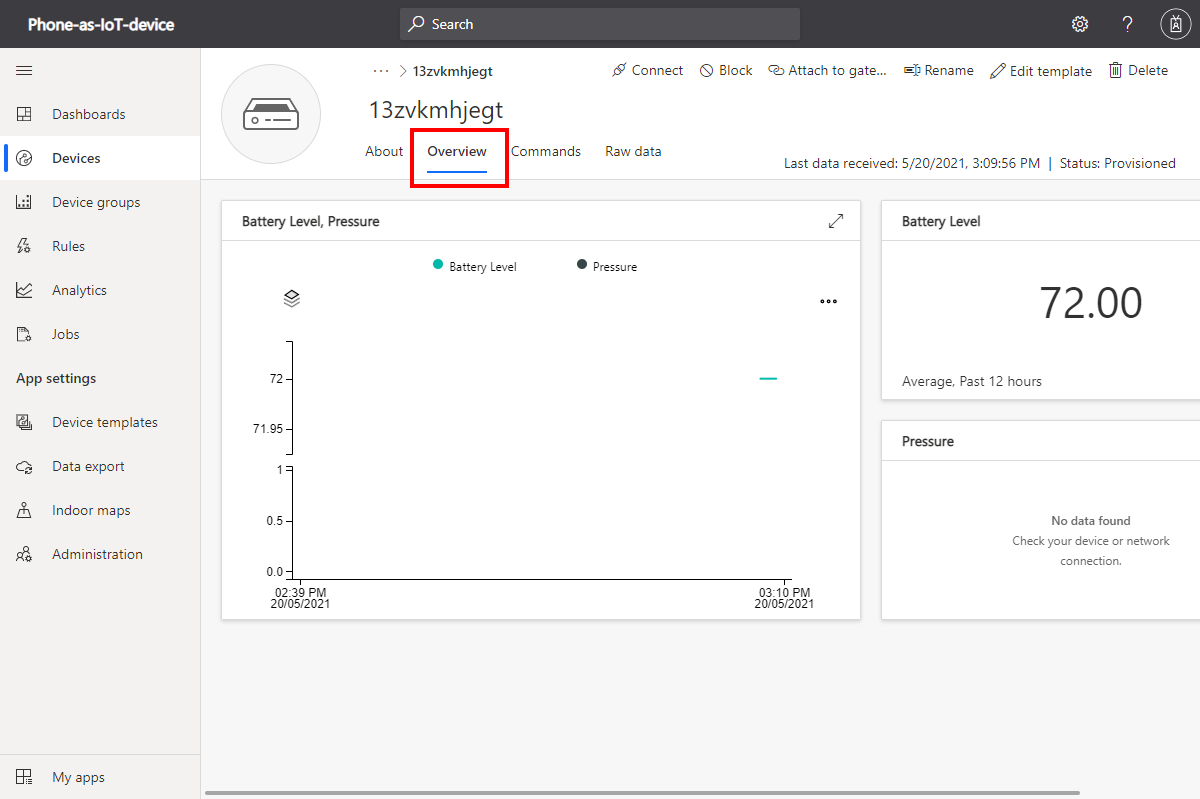 Phone-as-IoT-device
Search
?
Dashboards
Devices
Device groups
Rules
Analytics
Jobs
App settings
Device templates
Data export
Indoor maps
Administration
My apps
··· > 13zvkmhjegt
Connect Block Attach to gate... Rename Edit template Delete
13zvkmhjegt
About Overview Commands Raw data
Last data received: 5/20/2021, 3:09:56 PM | Status: Provisioned
Battery Level, Pressure
Battery Level Pressure
72
71.95
1
0.5
0.0
02:39 PM 03:10 PM
20/05/2021 20/05/2021
Battery Level
72.00
Average, Past 12 hours
Pressure
No data found
Check your device or network
connection.